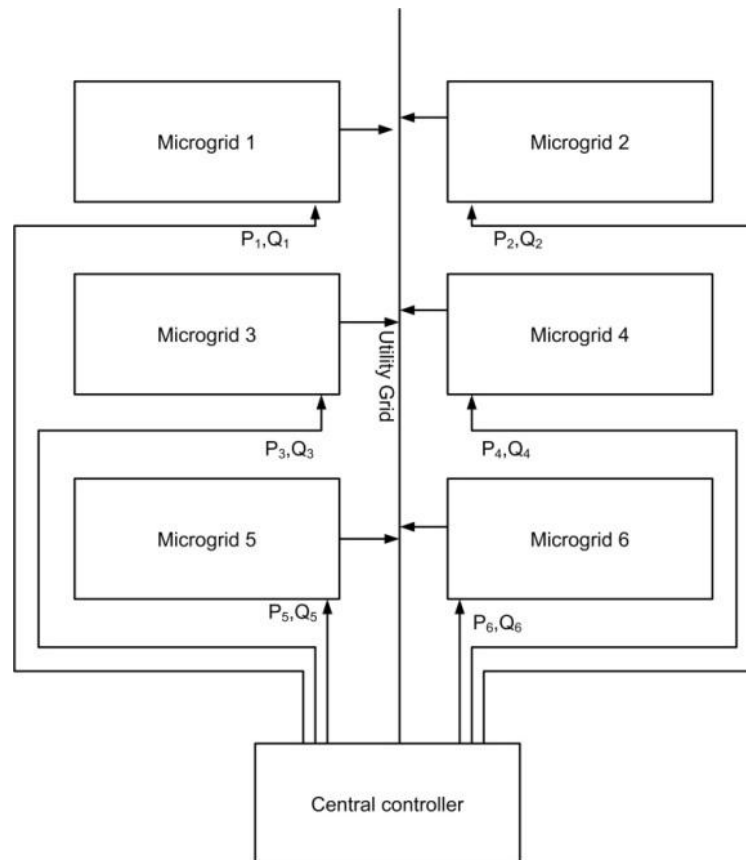 Microgrid 1
Microgrid 2
P₁,Q₁
P₂,Q₂
Microgrid 3
Microgrid 4
Utility Grid
P₃,Q₃
P₄,Q₄
Microgrid 5
Microgrid 6
P₅,Q₅
P₆,Q₆
Central controller